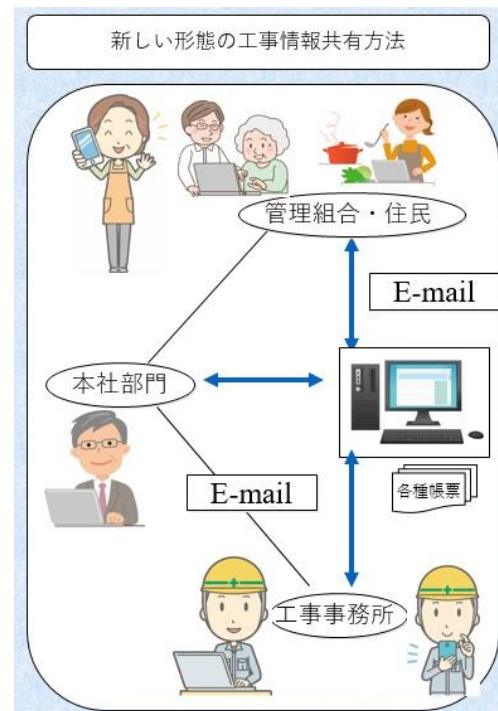 新しい形態の工事情報共有方法
管理組合・住民
E-mail
本社部門
各種帳票
E-mail
工事事務所